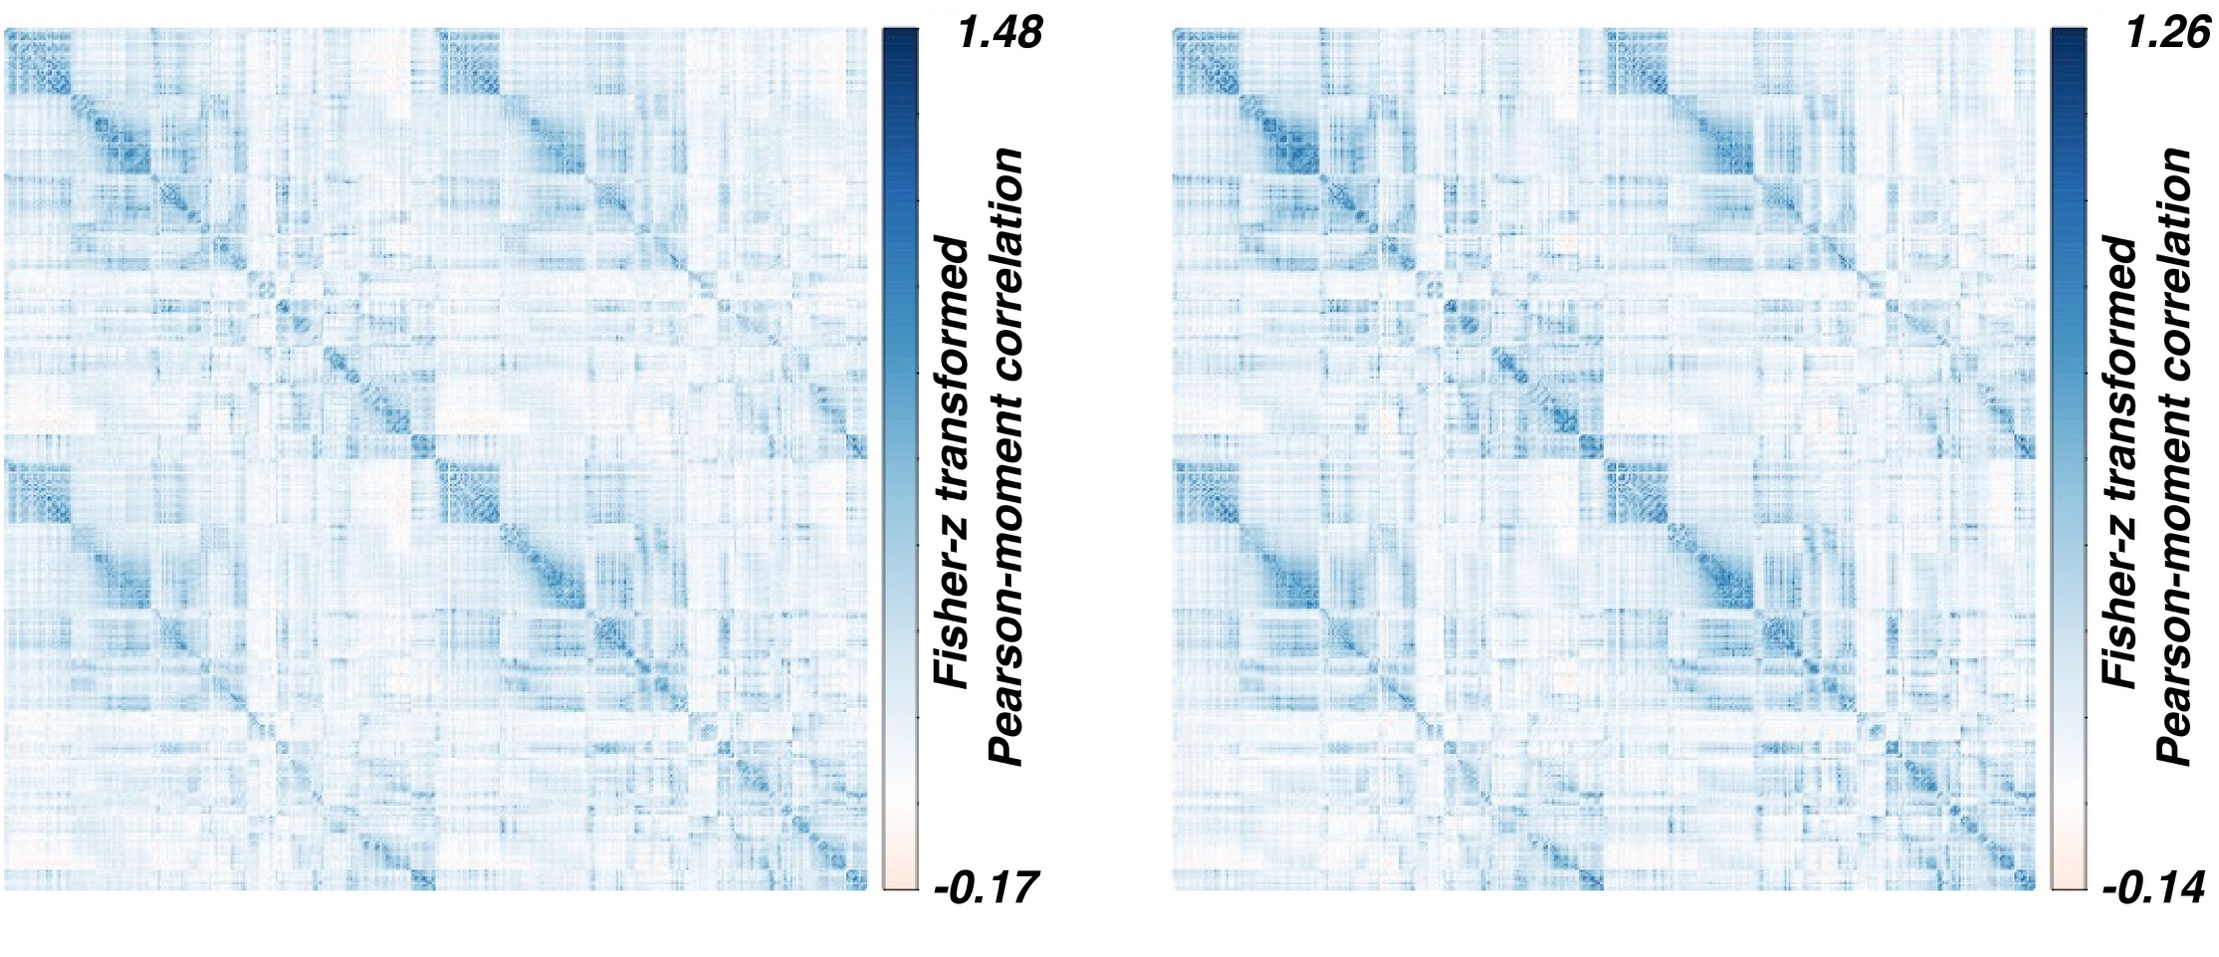 1.48
Fisher-z transformed
Pearson-moment correlation
-0.17
1.26
Fisher-z transformed
Pearson-moment correlation
-0.14